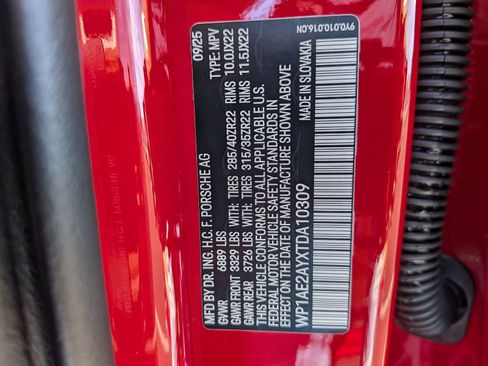 MFD BY DR. ING. H.C. F. PORSCHE AG
09/25
GVWR 6889 LBS
TYPE: MPV
GAWR FRONT 3329 LBS WITH: TIRES 285/40ZR22 RIMS 10.0JX22
GAWR REAR 3726 LBS WITH: TIRES 315/35ZR22 RIMS 11.5JX22
THIS VEHICLE CONFORMS TO ALL APPLICABLE U.S.
FEDERAL MOTOR VEHICLE SAFETY STANDARDS IN
EFFECT ON THE DATE OF MANUFACTURE SHOWN ABOVE
WP1AE2AYXTDA10309
MADE IN SLOVAKIA
9Y0.010.016.CN